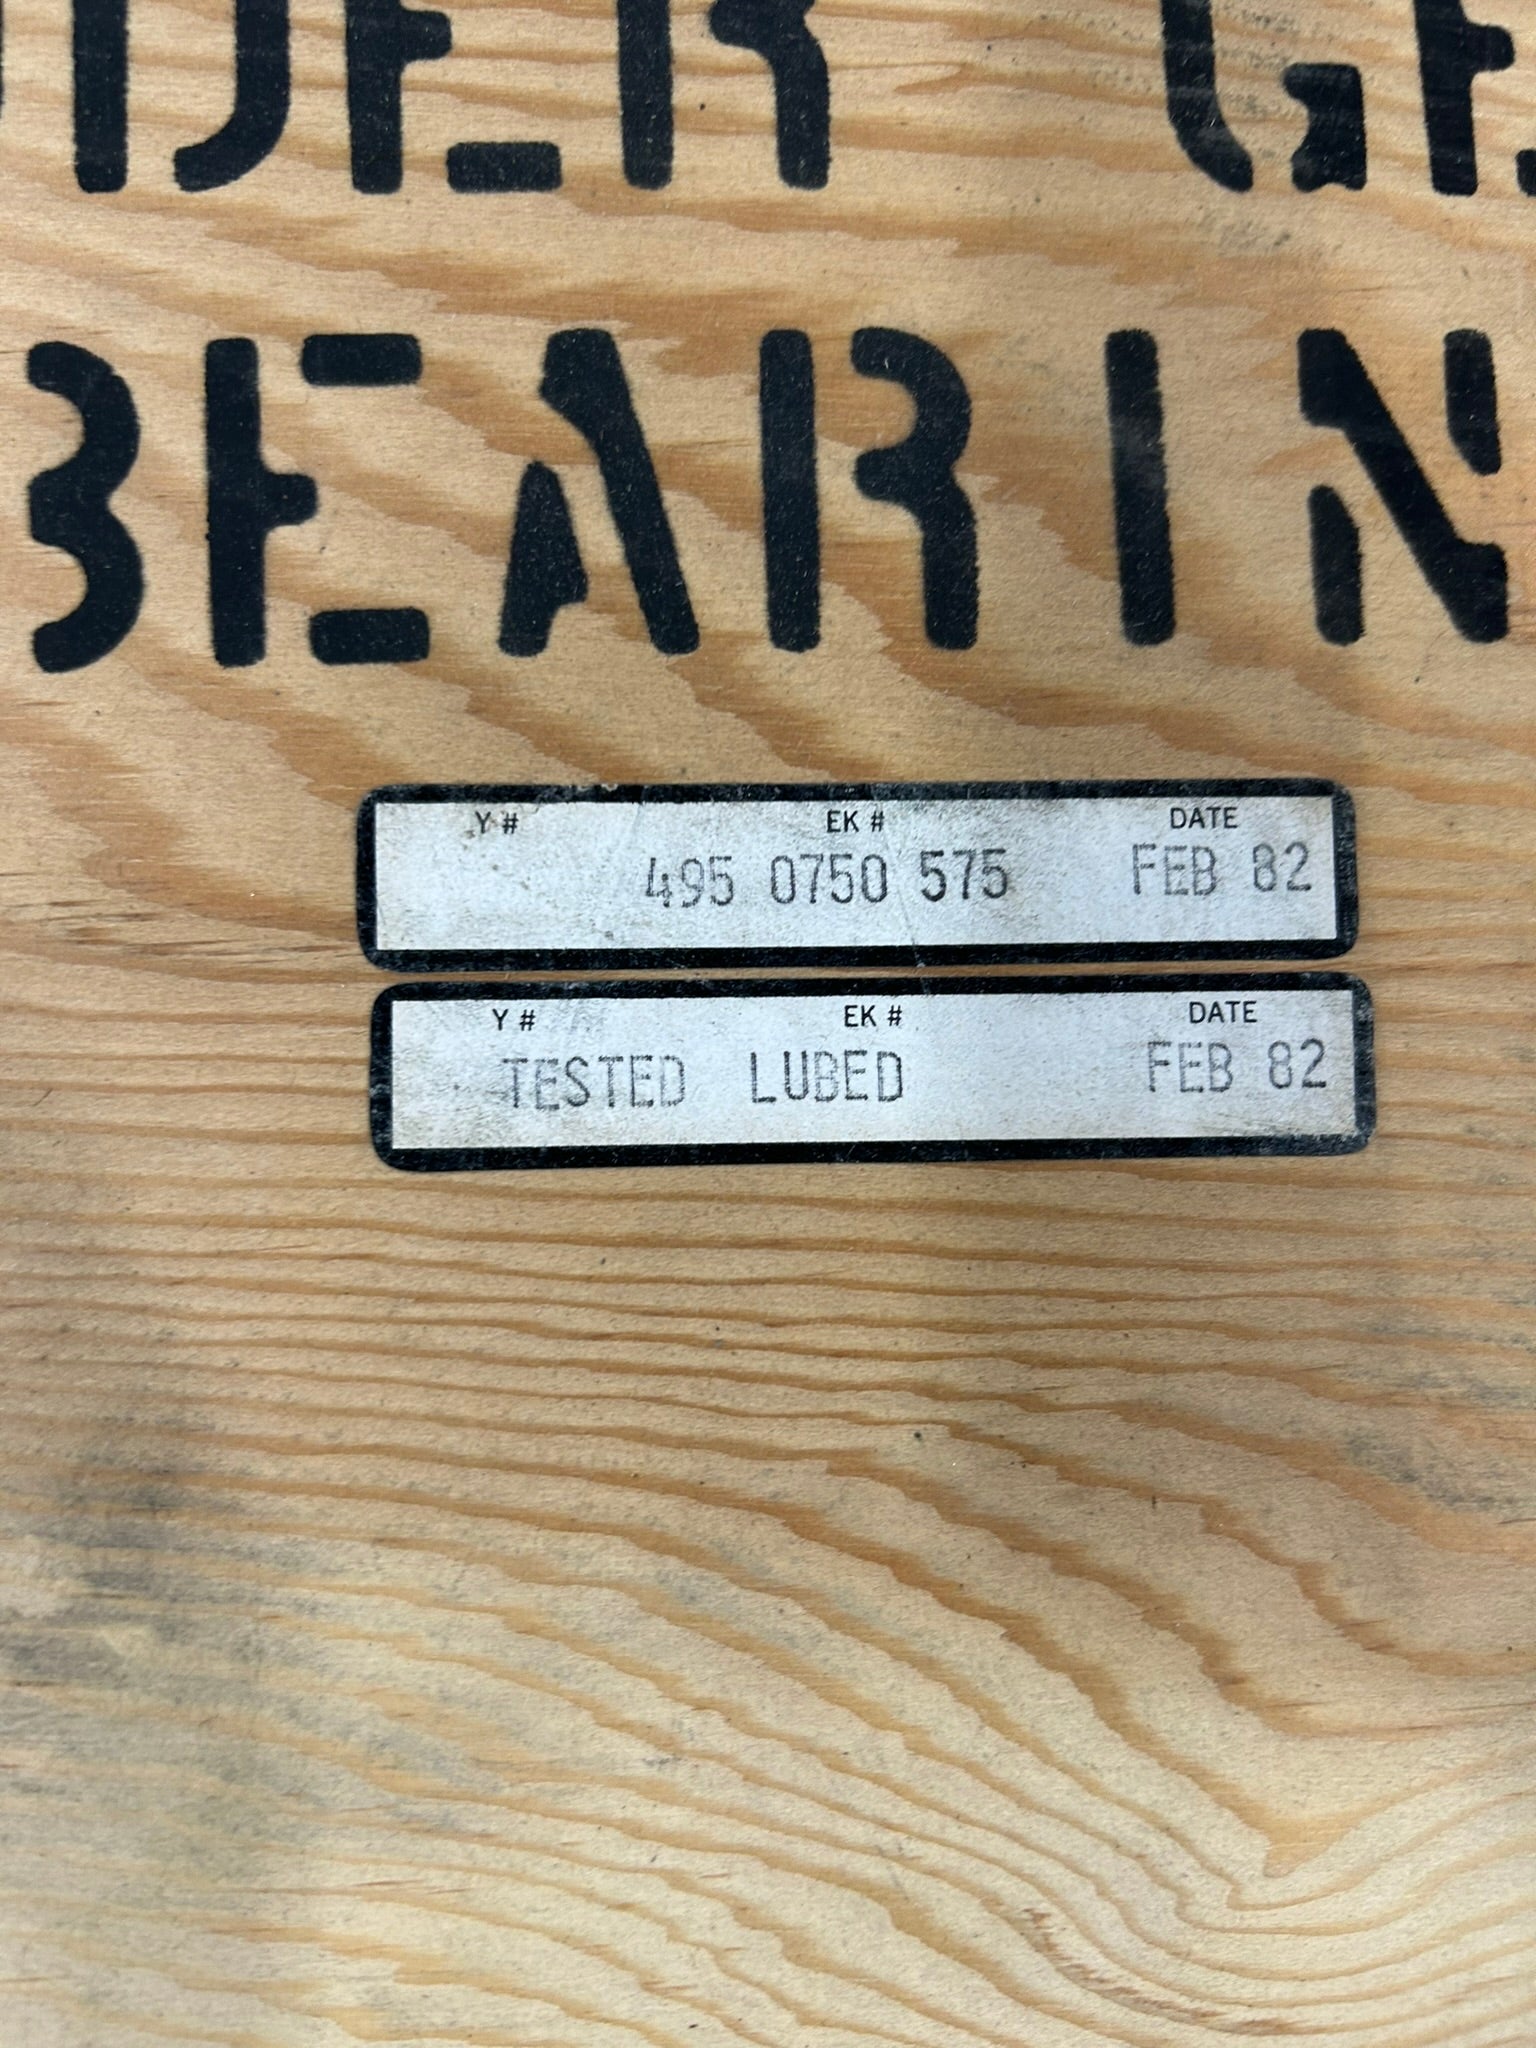 BEARIN
Y # EK # DATE
495 0750 575 FEB 82
Y # EK # DATE
TESTED LUBED FEB 82